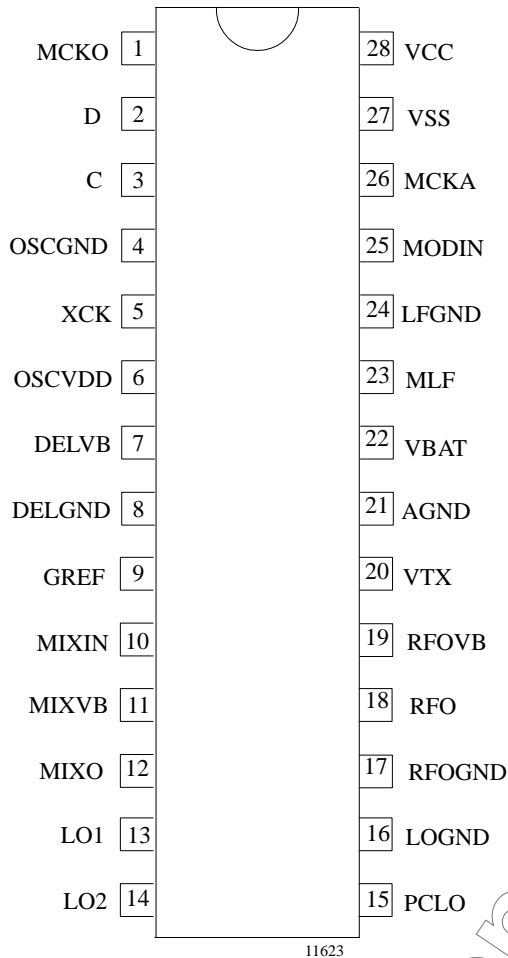 MCKO 1 28 VCC
D 2 27 VSS
C 3 26 MCKA
OSCGND 4 25 MODIN
XCK 5 24 LFGND
OSCVDD 6 23 MLF
DELVB 7 22 VBAT
DELGND 8 21 AGND
GREF 9 20 VTX
MIXIN 10 19 RFOVB
MIXVB 11 18 RFO
MIXO 12 17 RFOGND
LO1 13 16 LOGND
LO2 14 15 PCLO
11623